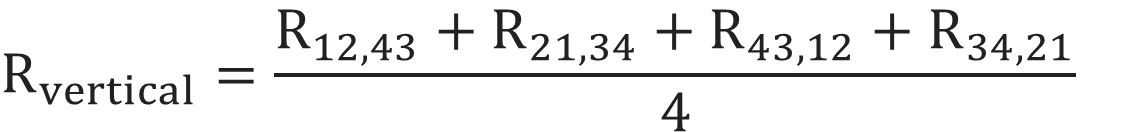 R_vertical = (R_12,43 + R_21,34 + R_43,12 + R_34,21) / 4